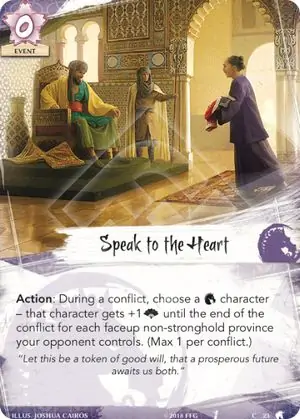 0
EVENT
Speak to the Heart
Action: During a conflict, choose a character
– that character gets +1 until the end of the
conflict for each faceup non-stronghold province
your opponent controls. (Max 1 per conflict.)
"Let this be a token of good will, that a prosperous future
awaits us both."
ILLUS. JOSHUA CAIROS
© 2018 FFG
C 23